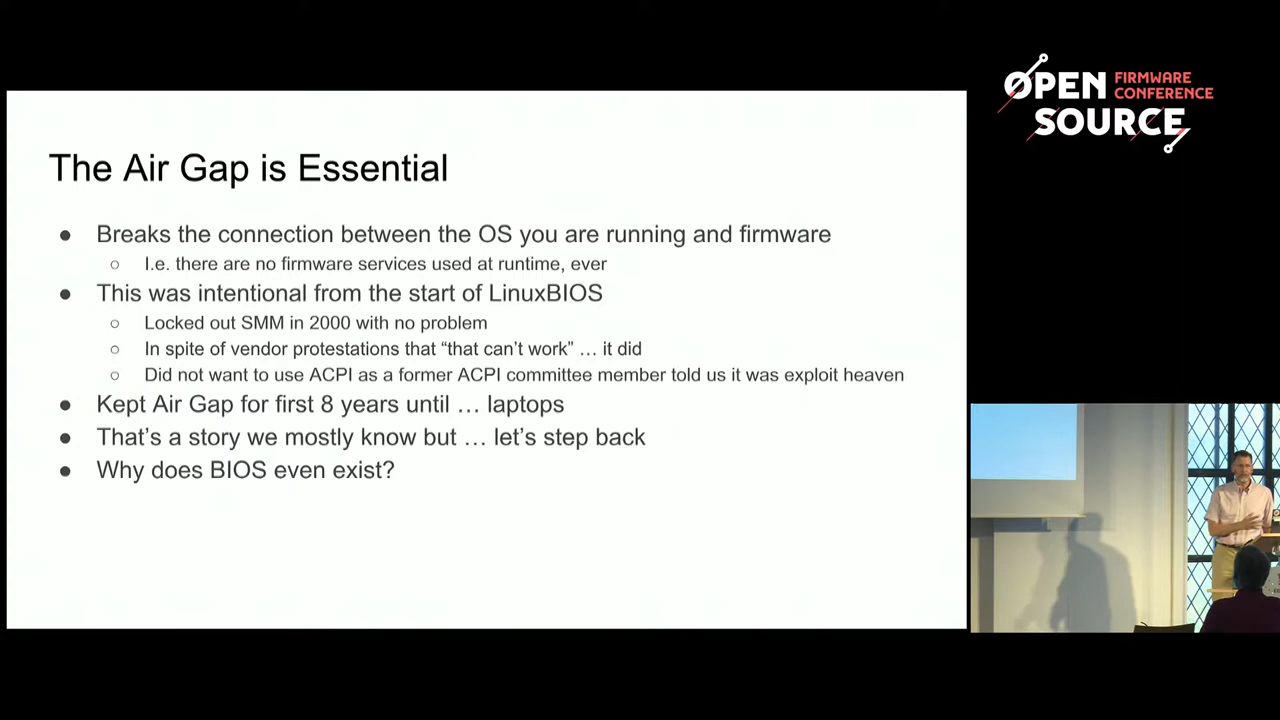 OPEN FIRMWARE
CONFERENCE
SOURCE
The Air Gap is Essential
● Breaks the connection between the OS you are running and firmware
○ I.e. there are no firmware services used at runtime, ever
● This was intentional from the start of LinuxBIOS
○ Locked out SMM in 2000 with no problem
○ In spite of vendor protestations that “that can’t work” … it did
○ Did not want to use ACPI as a former ACPI committee member told us it was exploit heaven
● Kept Air Gap for first 8 years until … laptops
● That’s a story we mostly know but … let’s step back
● Why does BIOS even exist?